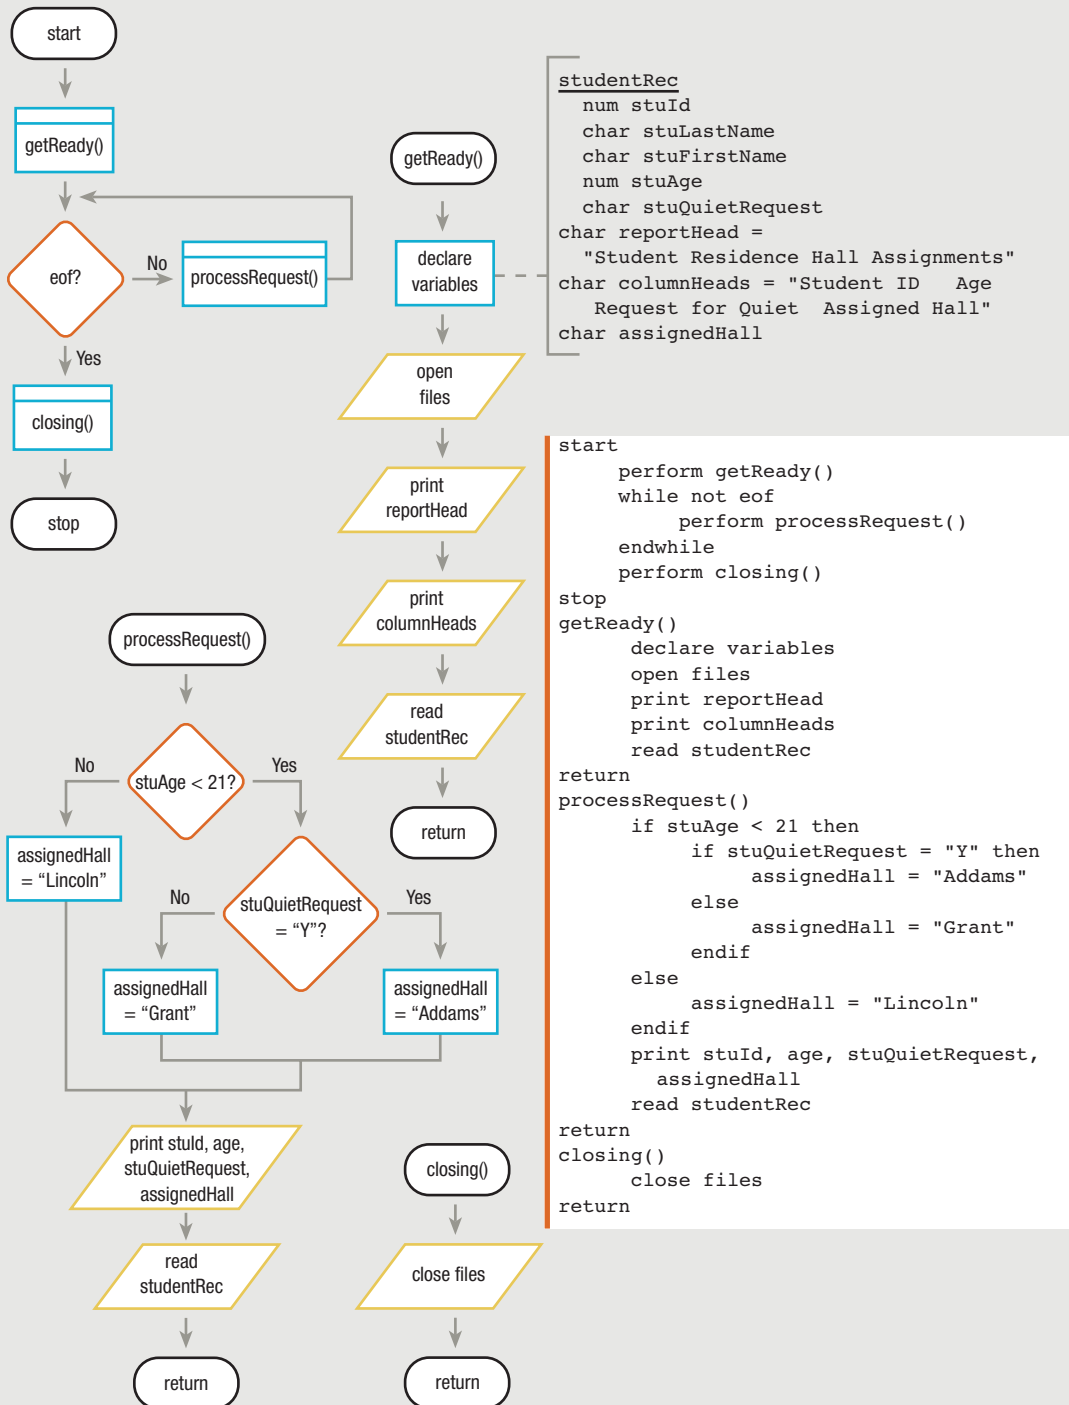 start
getReady()
eof?
No
processRequest()
Yes
closing()
stop
getReady()
declare
variables
open
files
print
reportHead
print
columnHeads
read
studentRec
return
studentRec
num stuId
char stuLastName
char stuFirstName
num stuAge
char stuQuietRequest
char reportHead =
"Student Residence Hall Assignments"
char columnHeads = "Student ID   Age
Request for Quiet  Assigned Hall"
char assignedHall
processRequest()
stuAge < 21?
No
Yes
assignedHall
= “Lincoln”
stuQuietRequest
= “Y”?
No
Yes
assignedHall
= “Grant”
assignedHall
= “Addams”
print stuId, age,
stuQuietRequest,
assignedHall
read
studentRec
return
closing()
close files
return
start
perform getReady()
while not eof
perform processRequest()
endwhile
perform closing()
stop
getReady()
declare variables
open files
print reportHead
print columnHeads
read studentRec
return
processRequest()
if stuAge < 21 then
if stuQuietRequest = "Y" then
assignedHall = "Addams"
else
assignedHall = "Grant"
endif
else
assignedHall = "Lincoln"
endif
print stuId, age, stuQuietRequest,
assignedHall
read studentRec
return
closing()
close files
return